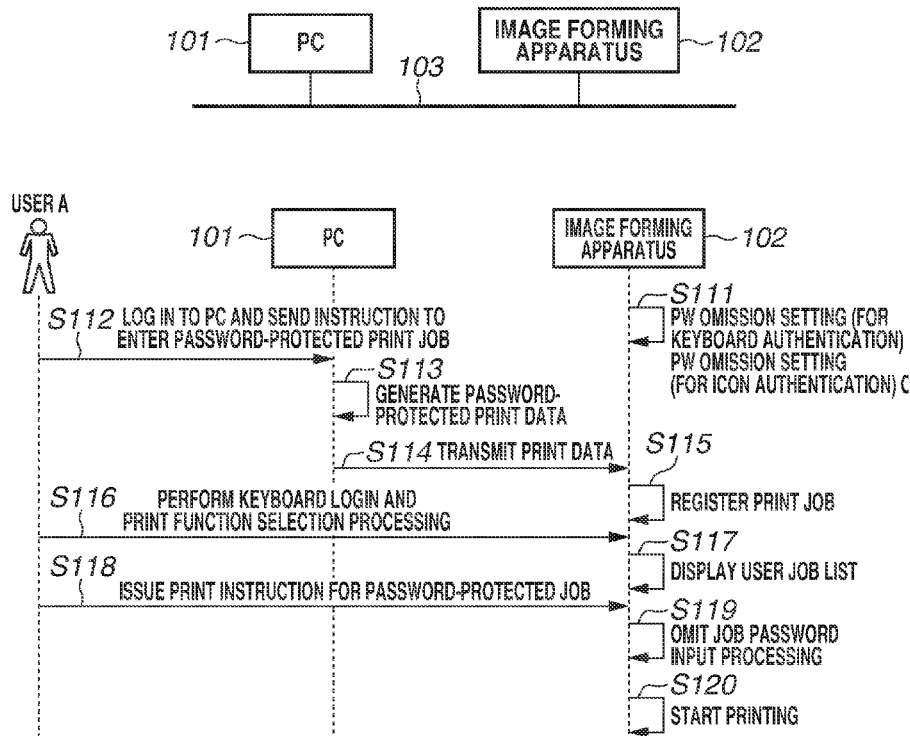 101
PC
IMAGE FORMING
APPARATUS
102
103
USER A
101
PC
IMAGE FORMING
APPARATUS
102
S111
PW OMISSION SETTING (FOR
KEYBOARD AUTHENTICATION)
PW OMISSION SETTING
(FOR ICON AUTHENTICATION)
S112
LOG IN TO PC AND SEND INSTRUCTION TO
ENTER PASSWORD-PROTECTED PRINT JOB
S113
GENERATE PASSWORD-
PROTECTED PRINT DATA
S114 TRANSMIT PRINT DATA
S115
REGISTER PRINT JOB
S116
PERFORM KEYBOARD LOGIN AND
PRINT FUNCTION SELECTION PROCESSING
S117
DISPLAY USER JOB LIST
S118
ISSUE PRINT INSTRUCTION FOR PASSWORD-PROTECTED JOB
S119
OMIT JOB PASSWORD
INPUT PROCESSING
S120
START PRINTING